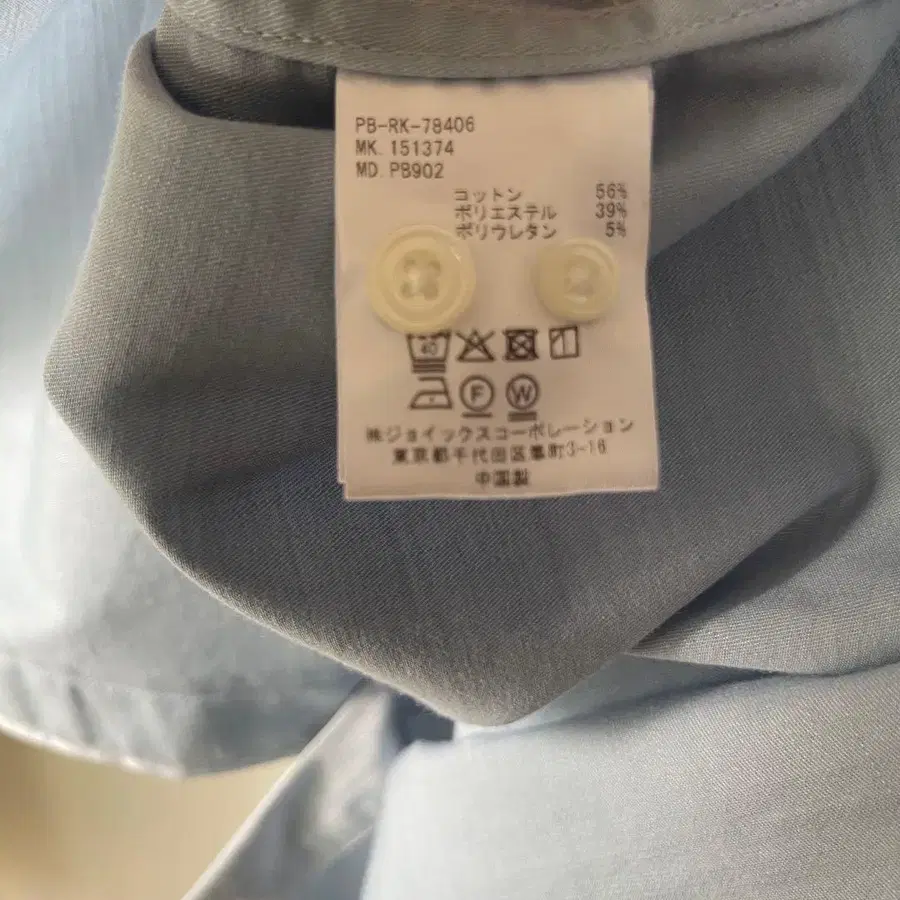 PB-RK-78406
MK. 151374
MD. PB902
コットン 56%
ポリエステル 39%
ポリウレタン 5%
40
F W
㈱ジョイックスコーポレーション
東京都千代田区麹町3-16
中国製